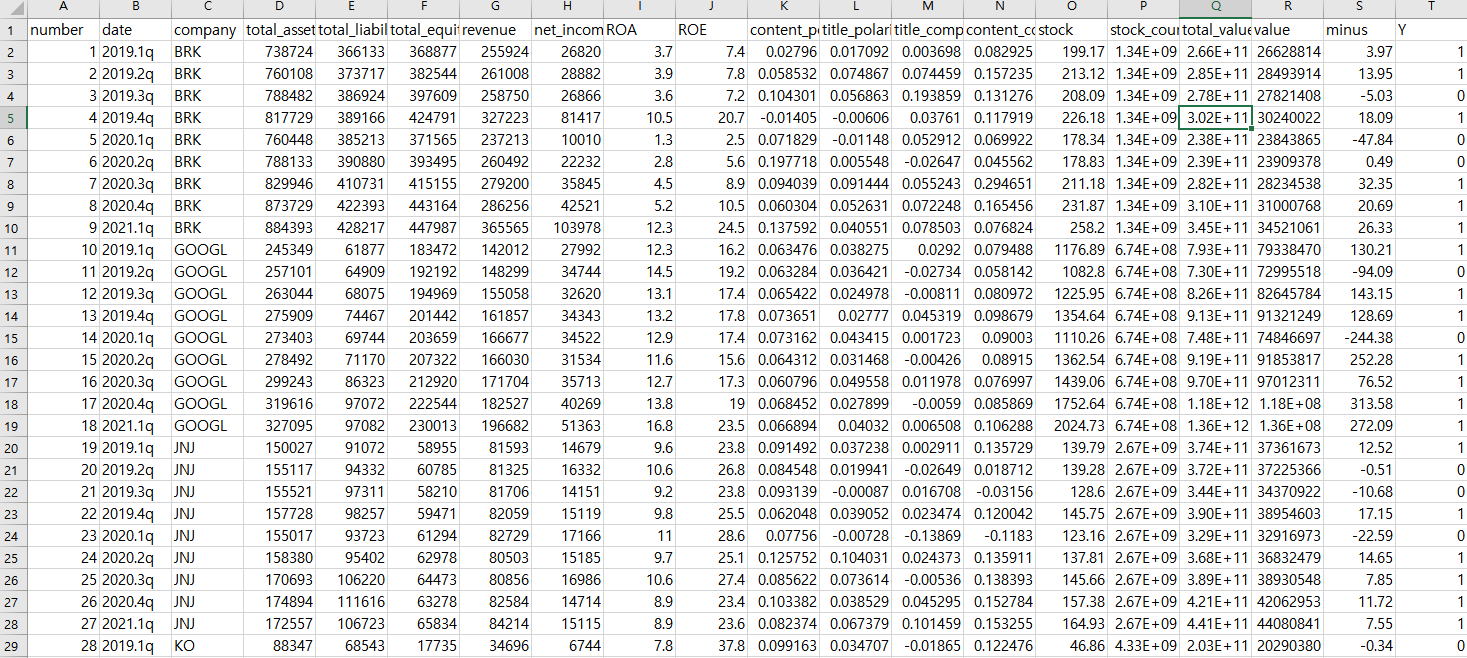 A B C D E F G H I J K L M N O P Q R S T
1 number date company total_asset total_liabil total_equit revenue net_incom ROA ROE content_po title_polari title_comp content_co stock stock_cour total_value value minus Y
2 1 2019.1q BRK 738724 366133 368877 255924 26820 3.7 7.4 0.02796 0.017092 0.003698 0.082925 199.17 1.34E+09 2.66E+11 26628814 3.97 1
3 2 2019.2q BRK 760108 373717 382544 261008 28882 3.9 7.8 0.058532 0.074867 0.074459 0.157235 213.12 1.34E+09 2.85E+11 28493914 13.95 1
4 3 2019.3q BRK 788482 386924 397609 258750 26866 3.6 7.2 0.104301 0.056863 0.193859 0.131276 208.09 1.34E+09 2.78E+11 27821408 -5.03 0
5 4 2019.4q BRK 817729 389166 424791 327223 81417 10.5 20.7 -0.01405 -0.00606 0.03761 0.117919 226.18 1.34E+09 3.02E+11 30240022 18.09 1
6 5 2020.1q BRK 760448 385213 371565 237213 10010 1.3 2.5 0.071829 -0.01148 0.052912 0.069922 178.34 1.34E+09 2.38E+11 23843865 -47.84 0
7 6 2020.2q BRK 788133 390880 393495 260492 22232 2.8 5.6 0.197718 0.005548 -0.02647 0.045562 178.83 1.34E+09 2.39E+11 23909378 0.49 0
8 7 2020.3q BRK 829946 410731 415155 279200 35845 4.5 8.9 0.094039 0.091444 0.055243 0.294651 211.18 1.34E+09 2.82E+11 28234538 32.35 1
9 8 2020.4q BRK 873729 422393 443164 286256 42521 5.2 10.5 0.060304 0.052631 0.072248 0.165456 231.87 1.34E+09 3.10E+11 31000768 20.69 1
10 9 2021.1q BRK 884393 428217 447987 365565 103978 12.3 24.5 0.137592 0.040551 0.078503 0.076824 258.2 1.34E+09 3.45E+11 34521061 26.33 1
11 10 2019.1q GOOGL 245349 61877 183472 142012 27992 12.3 16.2 0.063476 0.038275 0.0292 0.079488 1176.89 6.74E+08 7.93E+11 79338470 130.21 1
12 11 2019.2q GOOGL 257101 64909 192192 148299 34744 14.5 19.2 0.063284 0.036421 -0.02734 0.058142 1082.8 6.74E+08 7.30E+11 72995518 -94.09 0
13 12 2019.3q GOOGL 263044 68075 194969 155058 32620 13.1 17.4 0.065422 0.024978 -0.00811 0.080972 1225.95 6.74E+08 8.26E+11 82645784 143.15 1
14 13 2019.4q GOOGL 275909 74467 201442 161857 34343 13.2 17.8 0.073651 0.02777 0.045319 0.098679 1354.64 6.74E+08 9.13E+11 91321249 128.69 1
15 14 2020.1q GOOGL 273403 69744 203659 166677 34522 12.9 17.4 0.073162 0.043415 0.001723 0.09003 1110.26 6.74E+08 7.48E+11 74846697 -244.38 0
16 15 2020.2q GOOGL 278492 71170 207322 166030 31534 11.6 15.6 0.064312 0.031468 -0.00426 0.08915 1362.54 6.74E+08 9.19E+11 91853817 252.28 1
17 16 2020.3q GOOGL 299243 86323 212920 171704 35713 12.7 17.3 0.060796 0.049558 0.011978 0.076997 1439.06 6.74E+08 9.70E+11 97012311 76.52 1
18 17 2020.4q GOOGL 319616 97072 222544 182527 40269 13.8 19 0.068452 0.027899 -0.0059 0.085869 1752.64 6.74E+08 1.18E+12 1.18E+08 313.58 1
19 18 2021.1q GOOGL 327095 97082 230013 196682 51363 16.8 23.5 0.066894 0.04032 0.006508 0.106288 2024.73 6.74E+08 1.36E+12 1.36E+08 272.09 1
20 19 2019.1q JNJ 150027 91072 58955 81593 14679 9.6 23.8 0.091492 0.037238 0.002911 0.135729 139.79 2.67E+09 3.74E+11 37361673 12.52 1
21 20 2019.2q JNJ 155117 94332 60785 81325 16332 10.6 26.8 0.084548 0.019941 -0.02649 0.018712 139.28 2.67E+09 3.72E+11 37225366 -0.51 0
22 21 2019.3q JNJ 155521 97311 58210 81706 14151 9.2 23.8 0.093139 -0.00087 0.016708 -0.03156 128.6 2.67E+09 3.44E+11 34370922 -10.68 0
23 22 2019.4q JNJ 157728 98257 59471 82059 15119 9.8 25.5 0.062048 0.039052 0.023474 0.120042 145.75 2.67E+09 3.90E+11 38954603 17.15 1
24 23 2020.1q JNJ 155017 93723 61294 82729 17166 11 28.6 0.07756 -0.00728 -0.13869 -0.1183 123.16 2.67E+09 3.29E+11 32916973 -22.59 0
25 24 2020.2q JNJ 158380 95402 62978 80503 15185 9.7 25.1 0.125752 0.104031 0.024373 0.135911 137.81 2.67E+09 3.68E+11 36832479 14.65 1
26 25 2020.3q JNJ 170693 106220 64473 80856 16986 10.6 27.4 0.085622 0.073614 -0.00536 0.138393 145.66 2.67E+09 3.89E+11 38930548 7.85 1
27 26 2020.4q JNJ 174894 111616 63278 82584 14714 8.9 23.4 0.103382 0.038529 0.045295 0.152784 157.38 2.67E+09 4.21E+11 42062953 11.72 1
28 27 2021.1q JNJ 172557 106723 65834 84214 15115 8.9 23.6 0.082374 0.067379 0.101459 0.153255 164.93 2.67E+09 4.41E+11 44080841 7.55 1
29 28 2019.1q KO 88347 68543 17735 34696 6744 7.8 37.8 0.099163 0.034707 -0.01865 0.122476 46.86 4.33E+09 2.03E+11 20290380 -0.34 0